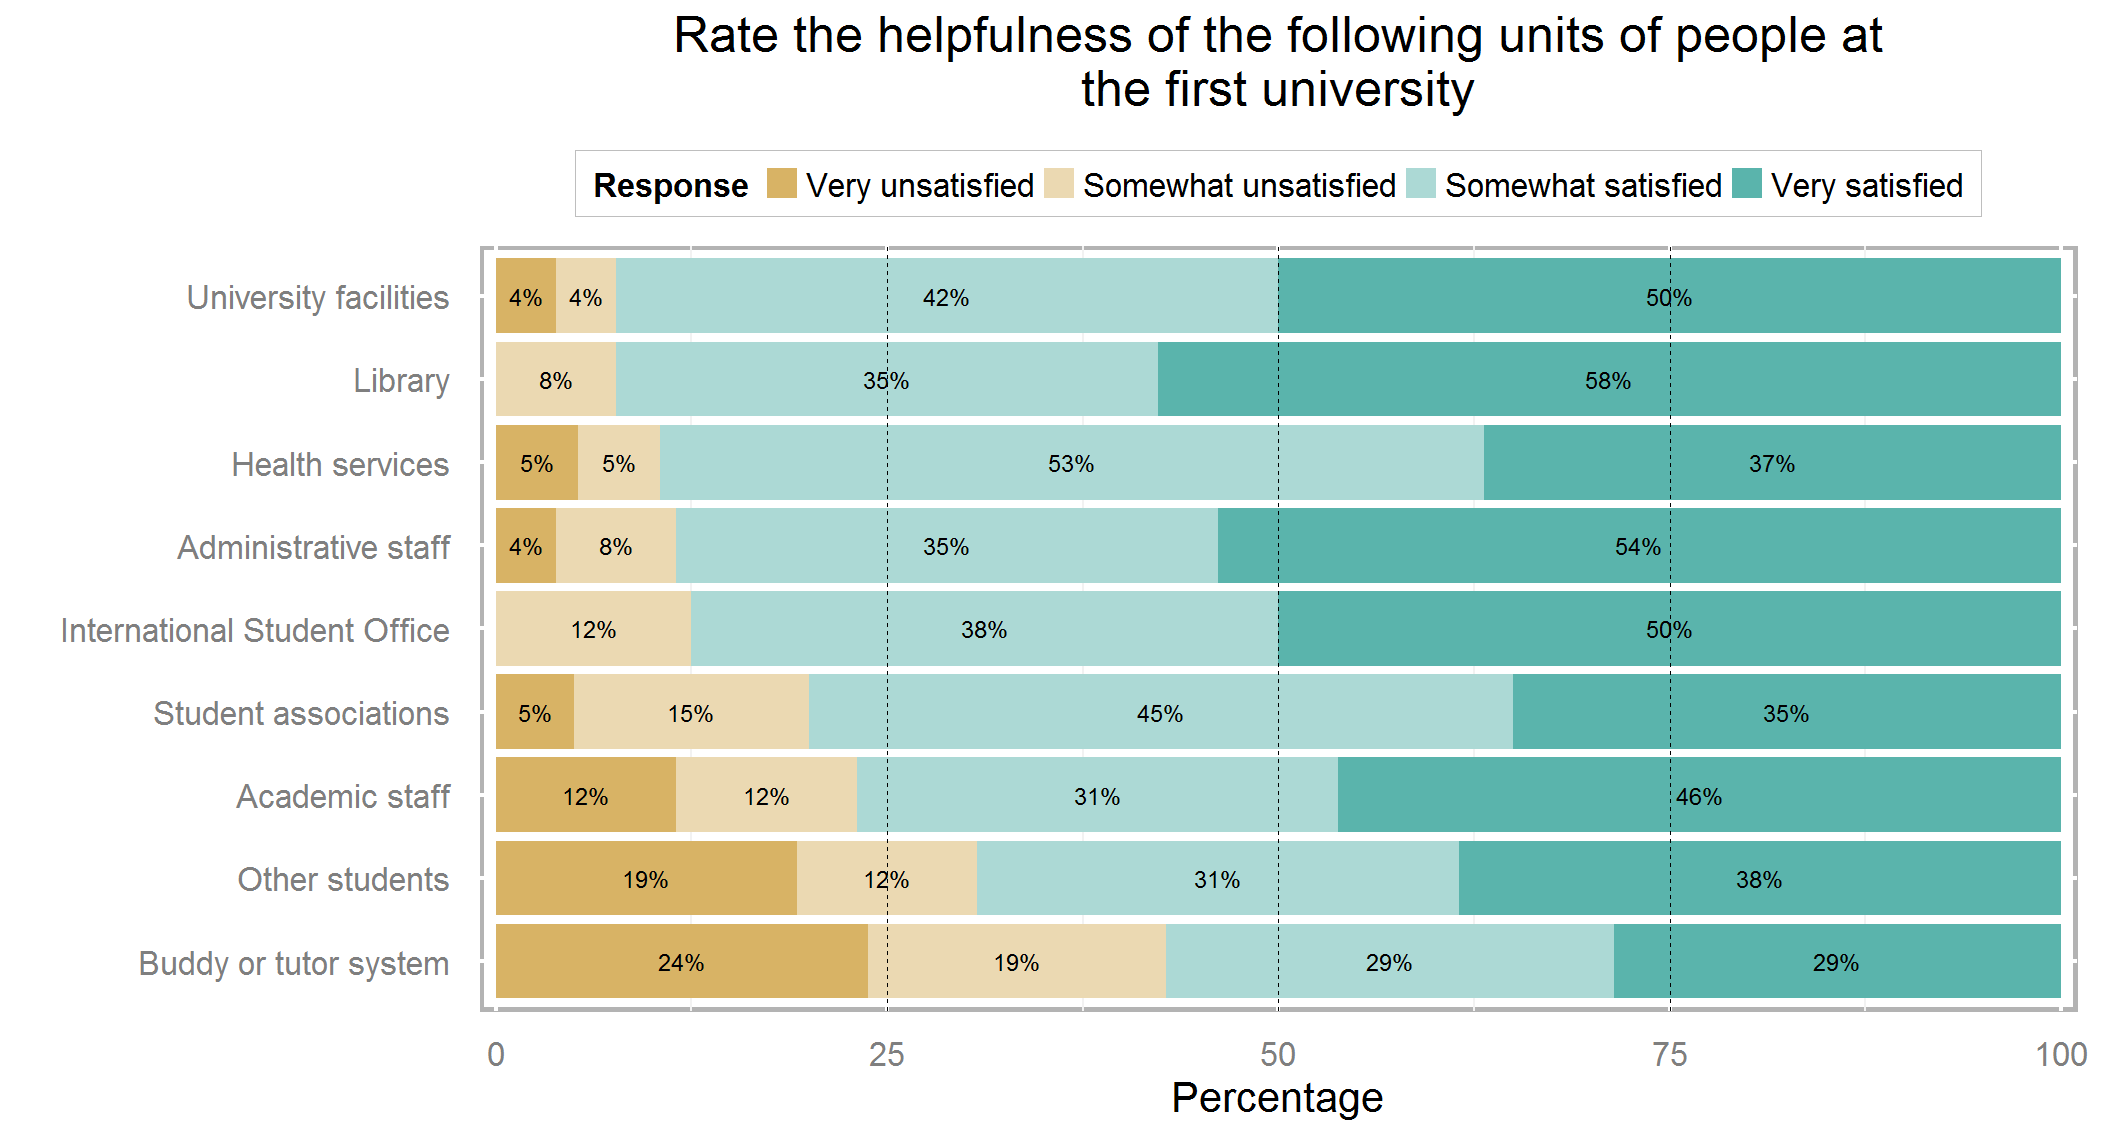 Rate the helpfulness of the following units of people at
the first university
Response Very unsatisfied Somewhat unsatisfied Somewhat satisfied Very satisfied
University facilities 4% 4% 42% 50%
Library 8% 35% 58%
Health services 5% 5% 53% 37%
Administrative staff 4% 8% 35% 54%
International Student Office 12% 38% 50%
Student associations 5% 15% 45% 35%
Academic staff 12% 12% 31% 46%
Other students 19% 12% 31% 38%
Buddy or tutor system 24% 19% 29% 29%
0 25 50 75 100
Percentage